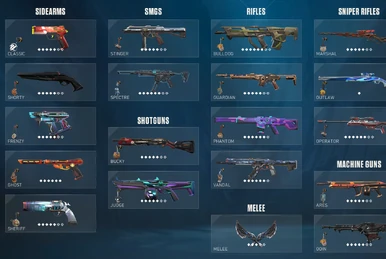 SIDEARMS
CLASSIC
SHORTY
FRENZY
GHOST
SHERIFF
SMGS
STINGER
SPECTRE
SHOTGUNS
BUCKY
JUDGE
RIFLES
BULLDOG
GUARDIAN
PHANTOM
VANDAL
MELEE
MELEE
SNIPER RIFLES
MARSHAL
OUTLAW
OPERATOR
MACHINE GUNS
ARES
ODIN